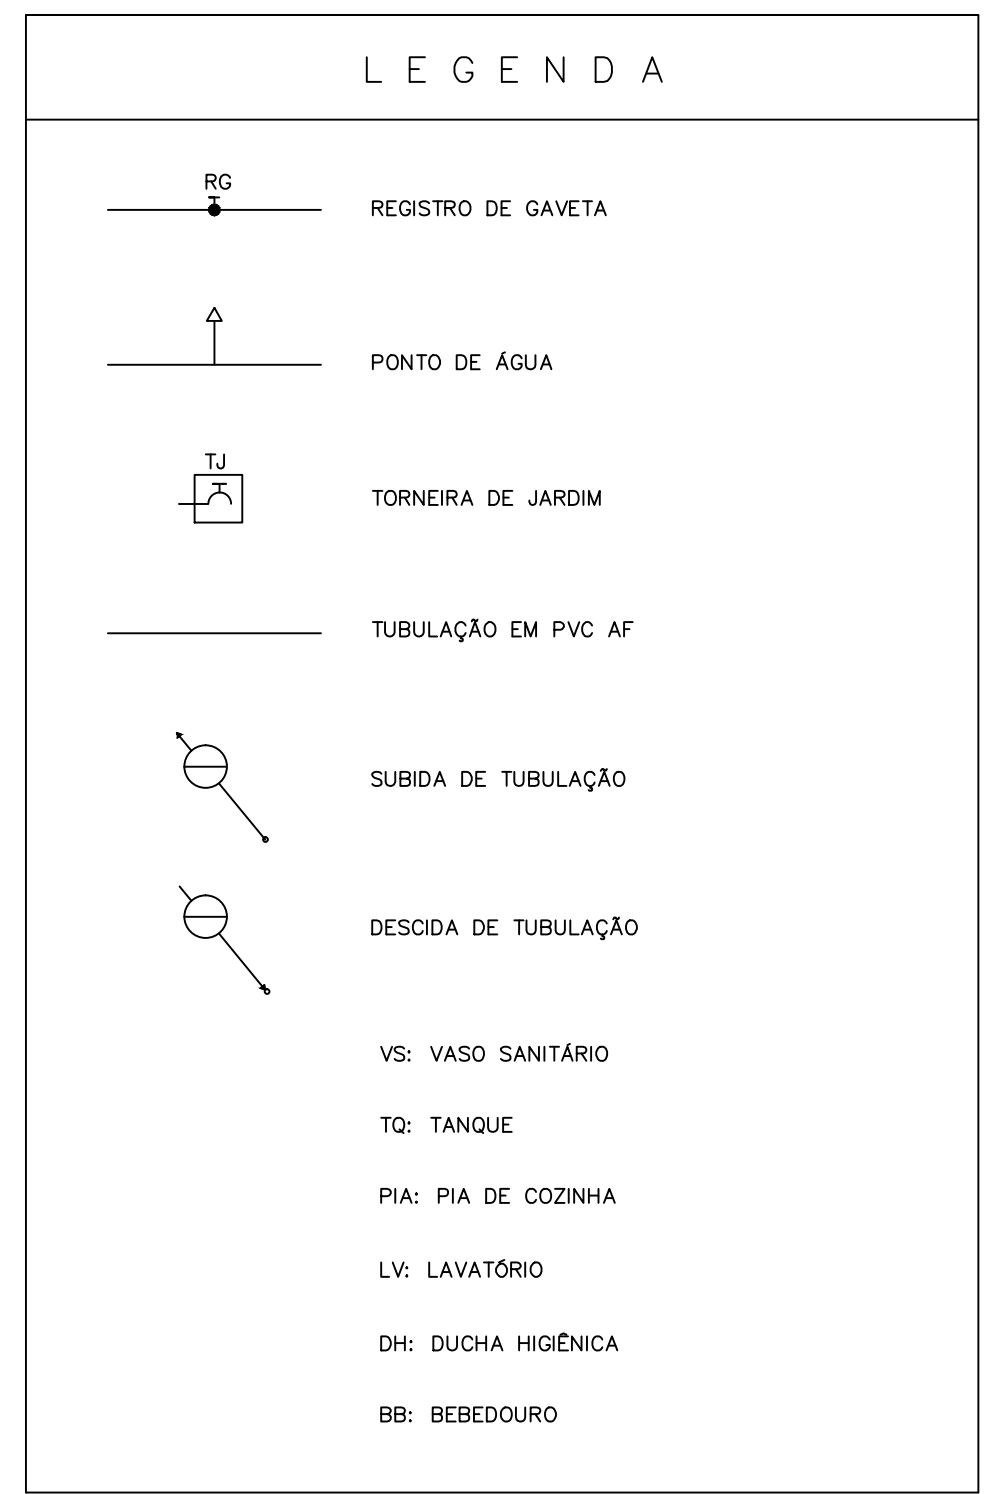 L E G E N D A
RG
REGISTRO DE GAVETA
PONTO DE ÁGUA
TJ
TORNEIRA DE JARDIM
TUBULAÇÃO EM PVC AF
SUBIDA DE TUBULAÇÃO
DESCIDA DE TUBULAÇÃO
VS: VASO SANITÁRIO
TQ: TANQUE
PIA: PIA DE COZINHA
LV: LAVATÓRIO
DH: DUCHA HIGIÊNICA
BB: BEBEDOURO